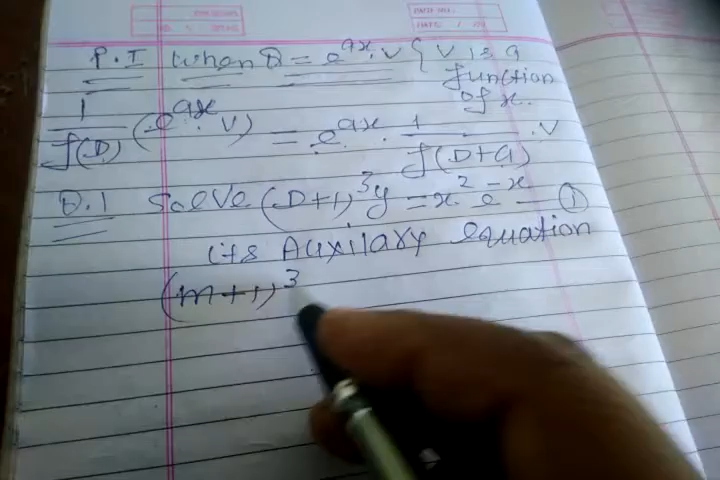 P.I when Q = e^{ax}.V { V is a function of x.
1/f(D) (e^{ax}.V) = e^{ax}. 1/f(D+a) .V
Q.1 Solve (D+1)^3 y = x^2 e^{-x} — ①
its Auxilary equation
(m+1)^3